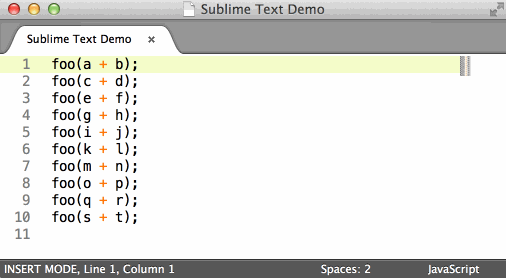 Sublime Text Demo
Sublime Text Demo ×
1 foo(a + b);
2 foo(c + d);
3 foo(e + f);
4 foo(g + h);
5 foo(i + j);
6 foo(k + l);
7 foo(m + n);
8 foo(o + p);
9 foo(q + r);
10 foo(s + t);
11
INSERT MODE, Line 1, Column 1 Spaces: 2 JavaScript